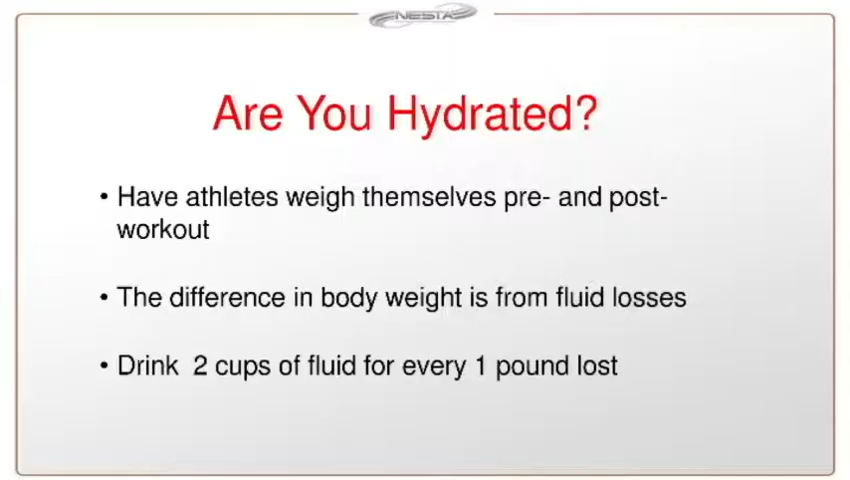 NESTA
Are You Hydrated?
• Have athletes weigh themselves pre- and post-
workout
• The difference in body weight is from fluid losses
• Drink  2 cups of fluid for every 1 pound lost